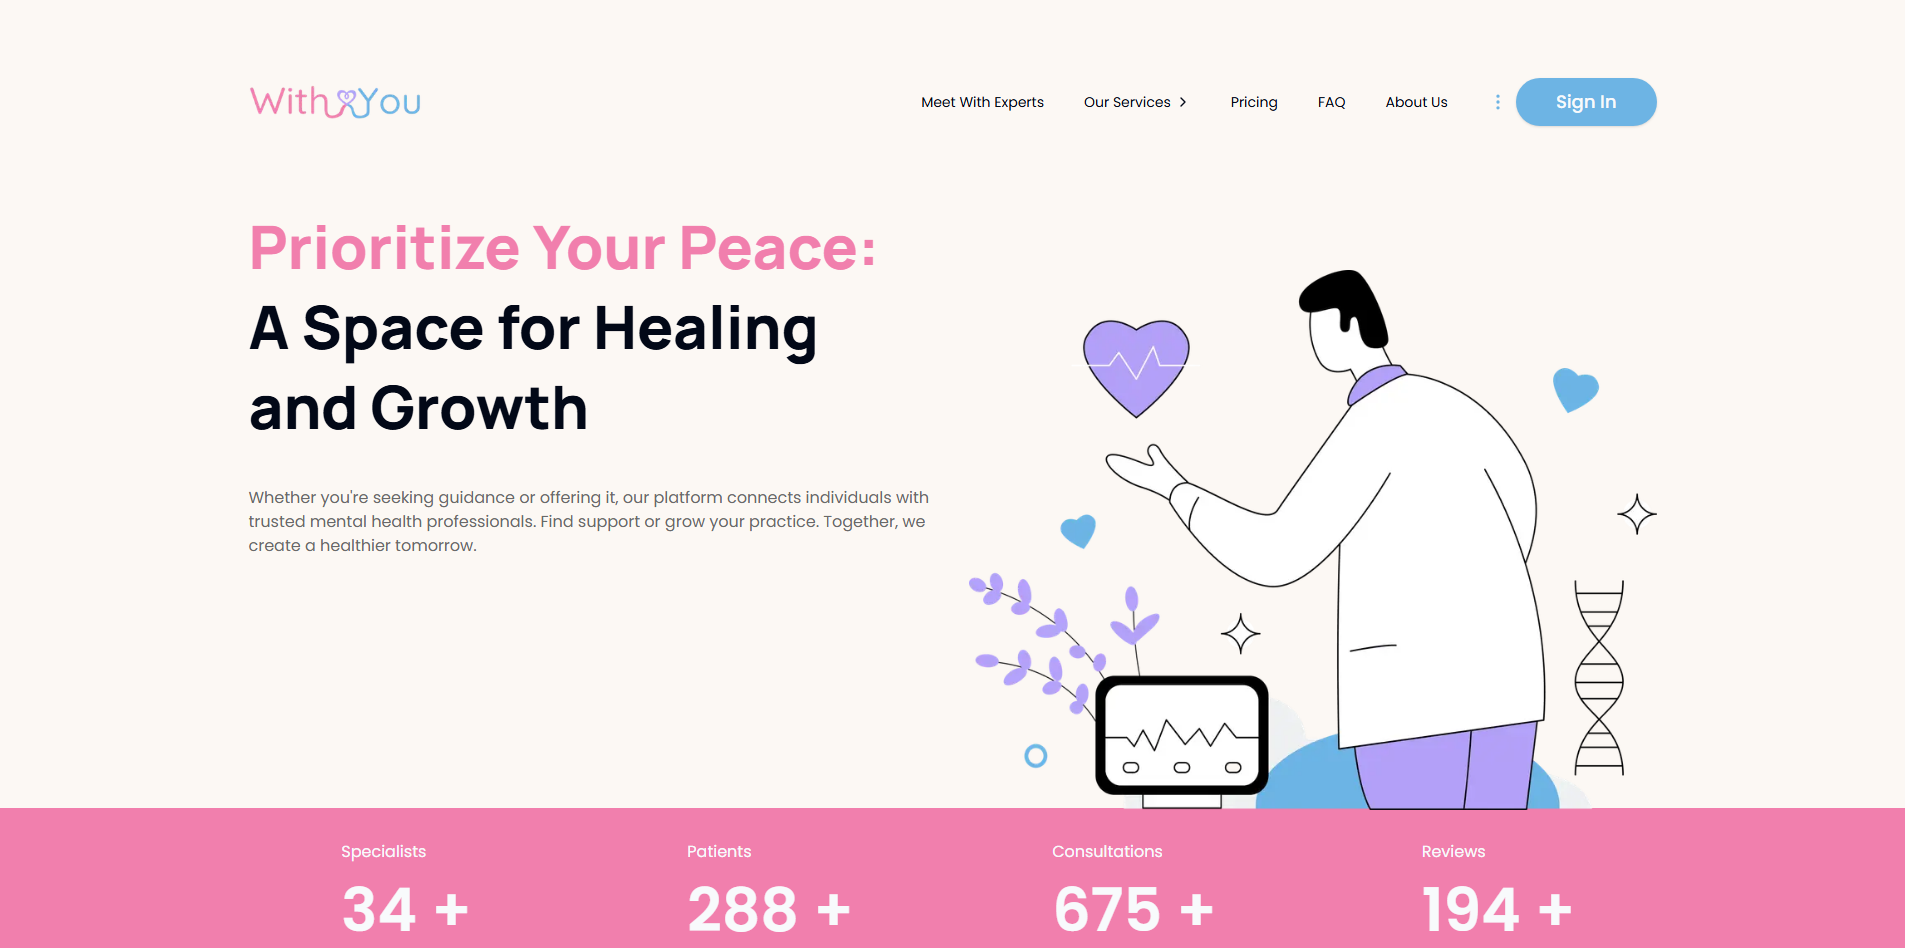 With You
Meet With Experts
Our Services
Pricing
FAQ
About Us
Sign In
Prioritize Your Peace:
A Space for Healing
and Growth
Whether you're seeking guidance or offering it, our platform connects individuals with
trusted mental health professionals. Find support or grow your practice. Together, we
create a healthier tomorrow.
Specialists
34 +
Patients
288 +
Consultations
675 +
Reviews
194 +